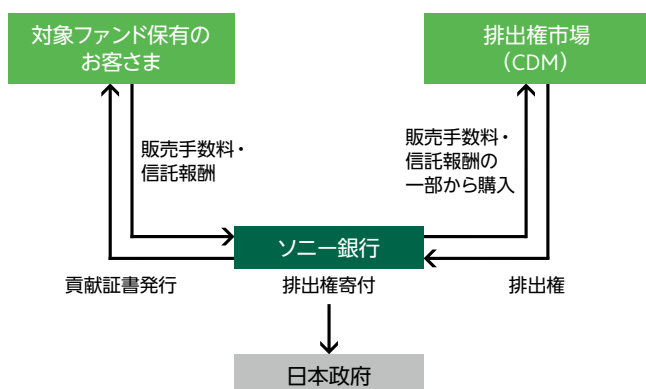 対象ファンド保有の
お客さま
排出権市場
（CDM）
販売手数料・
信託報酬
販売手数料・
信託報酬の
一部から購入
ソニー銀行
貢献証書発行
排出権寄付
排出権
日本政府